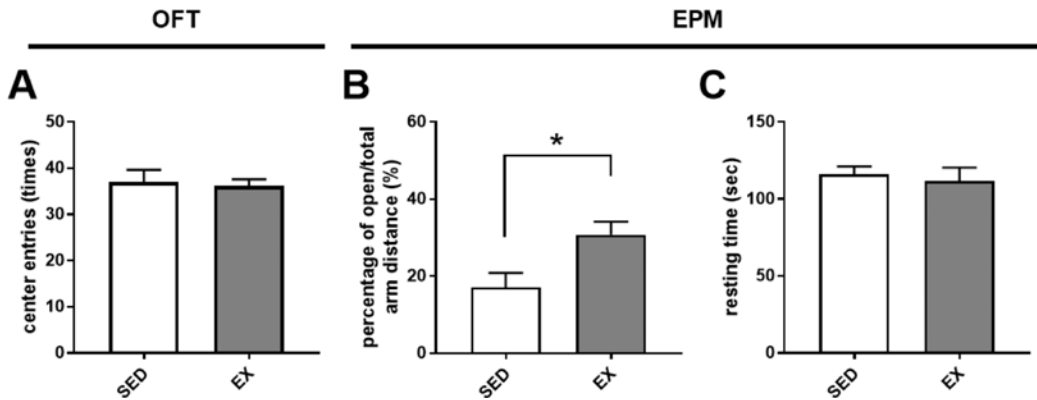 OFT
EPM
A
center entries (times)
50
40
30
20
10
0
SED
EX
B
percentage of open/total
arm distance (%)
60
40
20
0
*
SED
EX
C
resting time (sec)
150
100
50
0
SED
EX